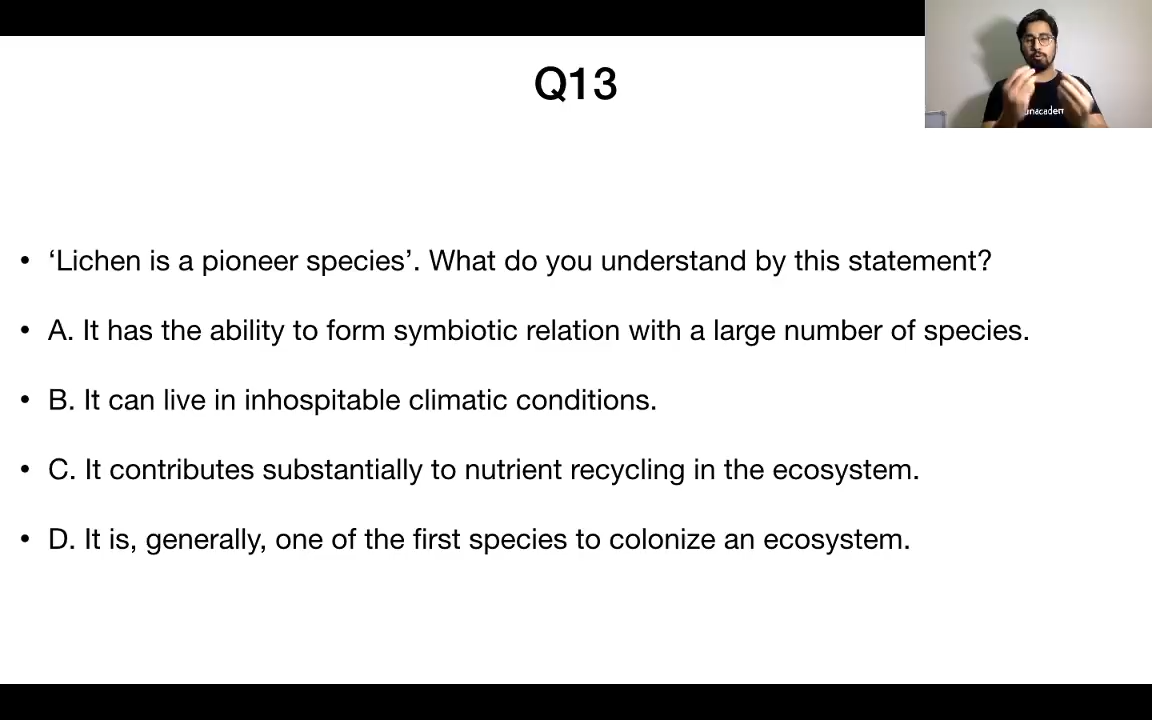 Q13
• ‘Lichen is a pioneer species’. What do you understand by this statement?
• A. It has the ability to form symbiotic relation with a large number of species.
• B. It can live in inhospitable climatic conditions.
• C. It contributes substantially to nutrient recycling in the ecosystem.
• D. It is, generally, one of the first species to colonize an ecosystem.